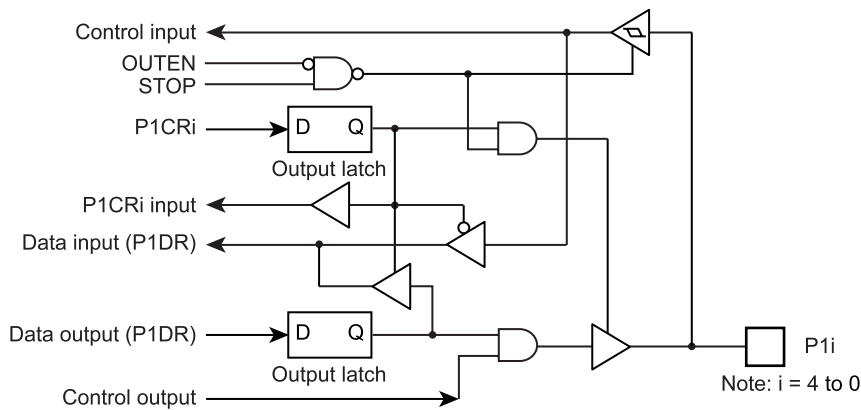 Control input
OUTEN
STOP
P1CRi
D Q
Output latch
P1CRi input
Data input (P1DR)
Data output (P1DR)
D Q
Output latch
Control output
P1i
Note: i = 4 to 0